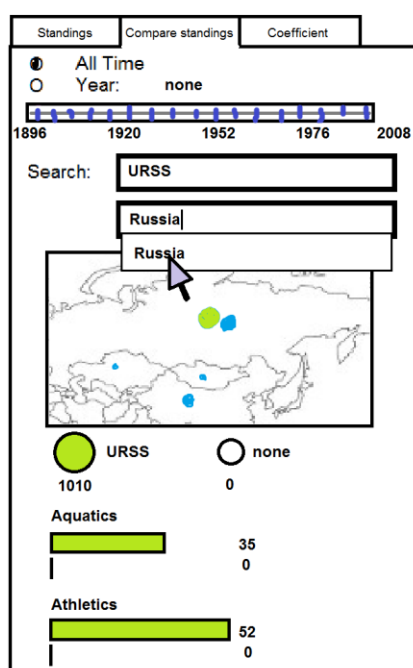 Standings Compare standings Coefficient
All Time
Year: none
1896 1920 1952 1976 2008
Search: URSS
Russia
Russia
URSS none
1010 0
Aquatics
35
0
Athletics
52
0